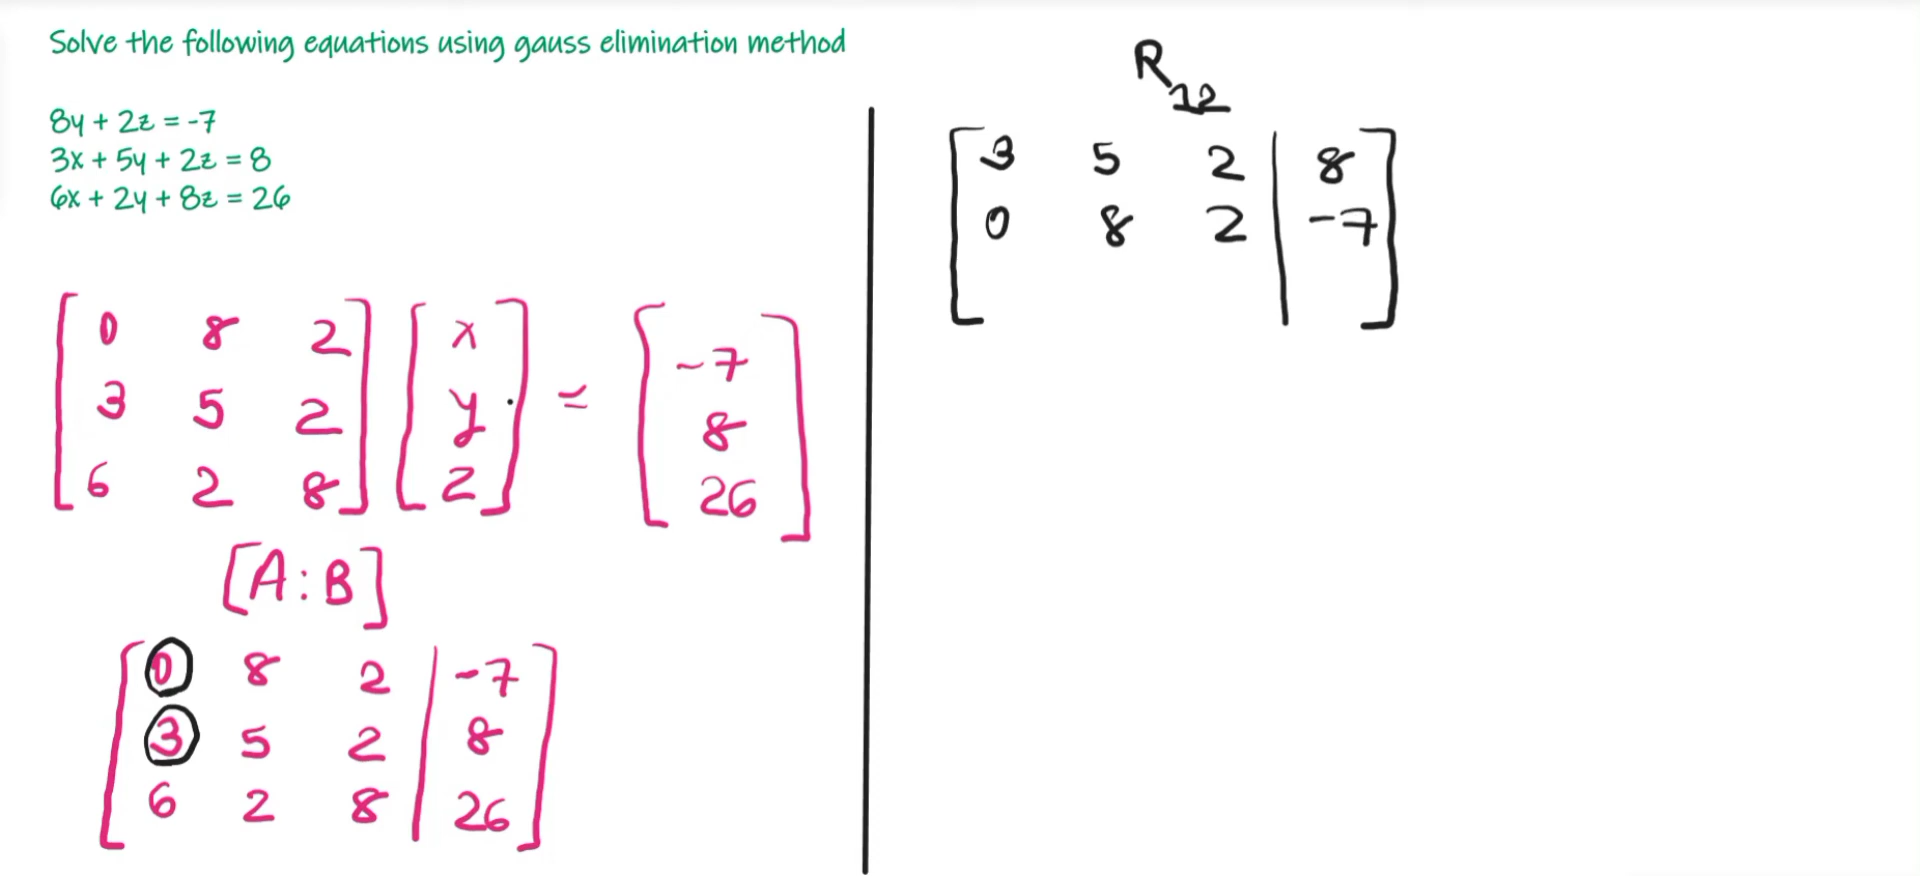 Solve the following equations using gauss elimination method
8y + 2z = -7
3x + 5y + 2z = 8
6x + 2y + 8z = 26
0 8 2 x -7
3 5 2 y = 8
6 2 8 z 26
[A:B]
0 8 2 | -7
3 5 2 | 8
6 2 8 | 26
R12
3 5 2 | 8
0 8 2 | -7